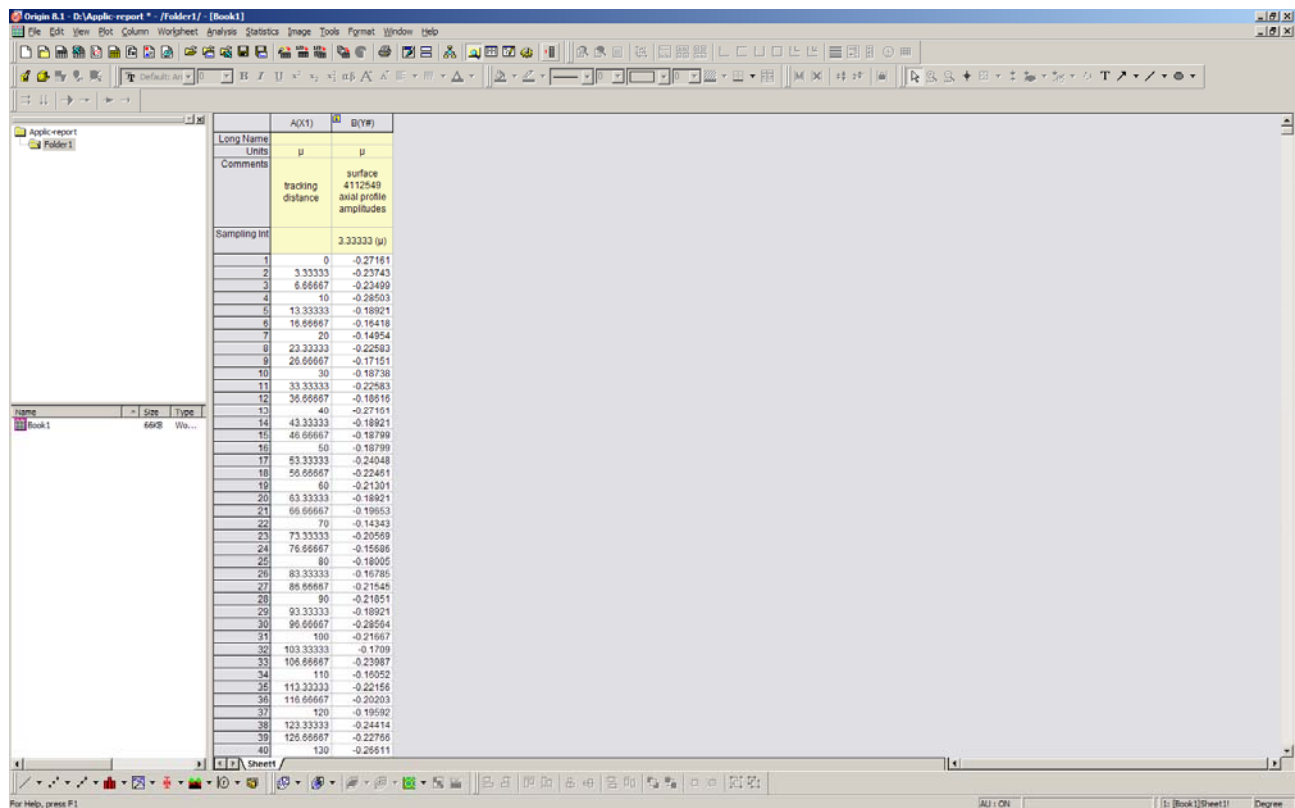 Origin 8.1 - D:\Applic-report * - /Folder1/ - [Book1]
File Edit View Plot Column Worksheet Analysis Statistics Image Tools Format Window Help
Default: Ari 0 B I U
A(X1) B(Y#)
Applic-report
Folder1
Long Name
Units μ μ
Comments tracking distance surface 4112549 axial profile amplitudes
Sampling Int 3.33333 (μ)
1 0 -0.27161
2 3.33333 -0.23743
3 6.66667 -0.23499
4 10 -0.28503
5 13.33333 -0.18921
6 16.66667 -0.16418
7 20 -0.14954
8 23.33333 -0.22583
9 26.66667 -0.17151
10 30 -0.18738
11 33.33333 -0.22583
12 36.66667 -0.18616
13 40 -0.27161
14 43.33333 -0.18921
15 46.66667 -0.18799
16 50 -0.18799
17 53.33333 -0.24048
18 56.66667 -0.22461
19 60 -0.21301
20 63.33333 -0.18921
21 66.66667 -0.19653
22 70 -0.14343
23 73.33333 -0.20569
24 76.66667 -0.15686
25 80 -0.18005
26 83.33333 -0.16785
27 86.66667 -0.21545
28 90 -0.21851
29 93.33333 -0.18921
30 96.66667 -0.28564
31 100 -0.21667
32 103.33333 -0.1709
33 106.66667 -0.23987
34 110 -0.16052
35 113.33333 -0.22156
36 116.66667 -0.20203
37 120 -0.19592
38 123.33333 -0.24414
39 126.66667 -0.22766
40 130 -0.26611
Name Size Type
Book1 66KB Wo...
Sheet1
For Help, press F1
AU : ON
1: [Book1]Sheet1!
Degree